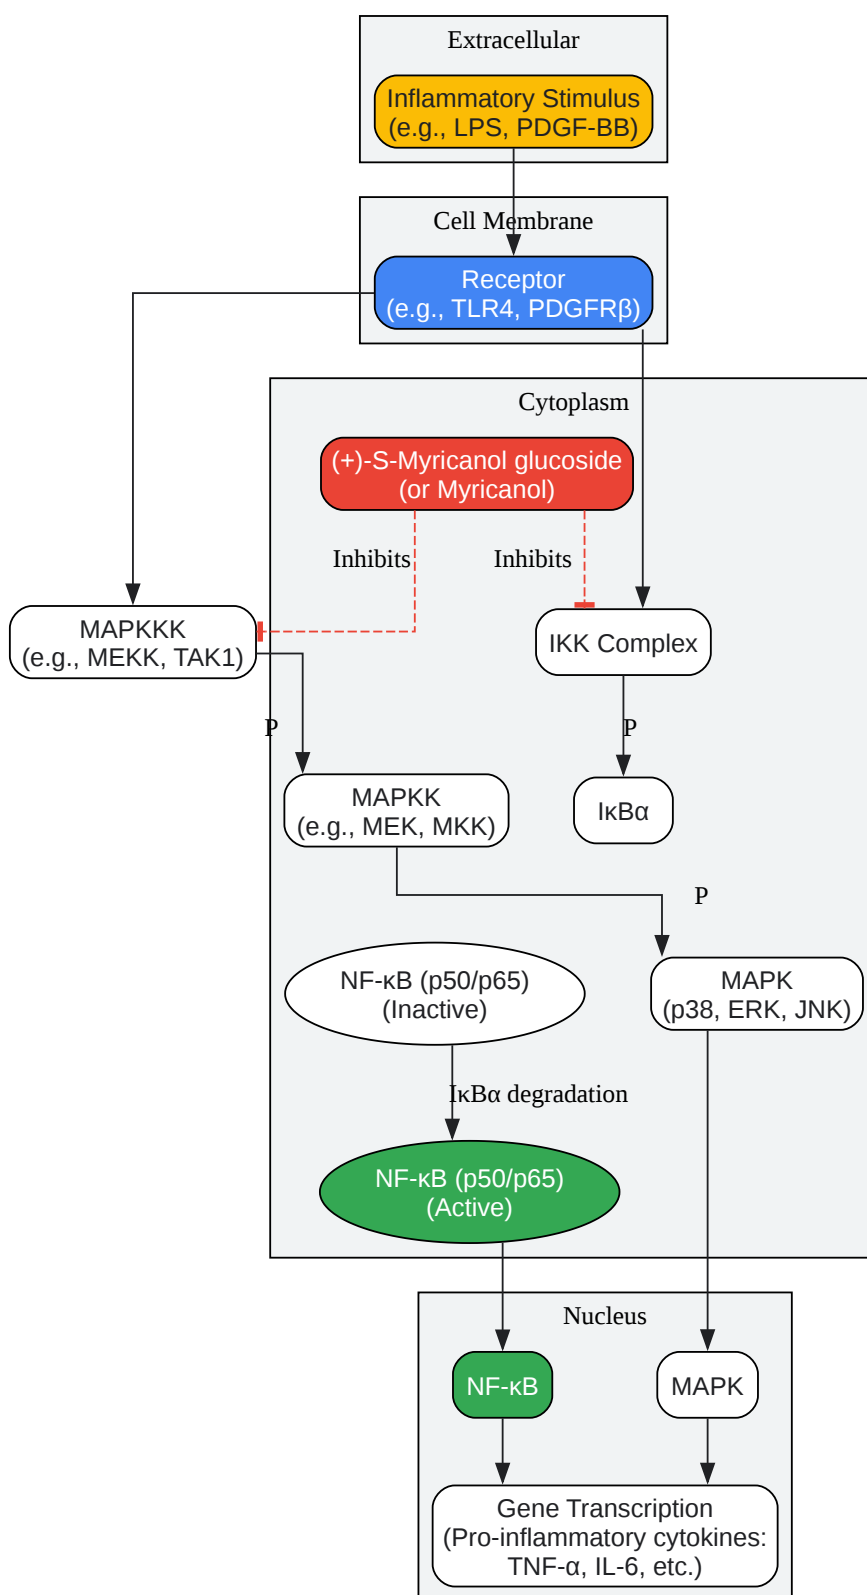 Extracellular
Inflammatory Stimulus
(e.g., LPS, PDGF-BB)
Cell Membrane
Receptor
(e.g., TLR4, PDGFRβ)
Cytoplasm
(+)-S-Myricanol glucoside
(or Myricanol)
Inhibits
Inhibits
MAPKKK
(e.g., MEKK, TAK1)
IKK Complex
P
P
MAPKK
(e.g., MEK, MKK)
IκBα
P
NF-κB (p50/p65)
(Inactive)
MAPK
(p38, ERK, JNK)
IκBα degradation
NF-κB (p50/p65)
(Active)
Nucleus
NF-κB
MAPK
Gene Transcription
(Pro-inflammatory cytokines:
TNF-α, IL-6, etc.)